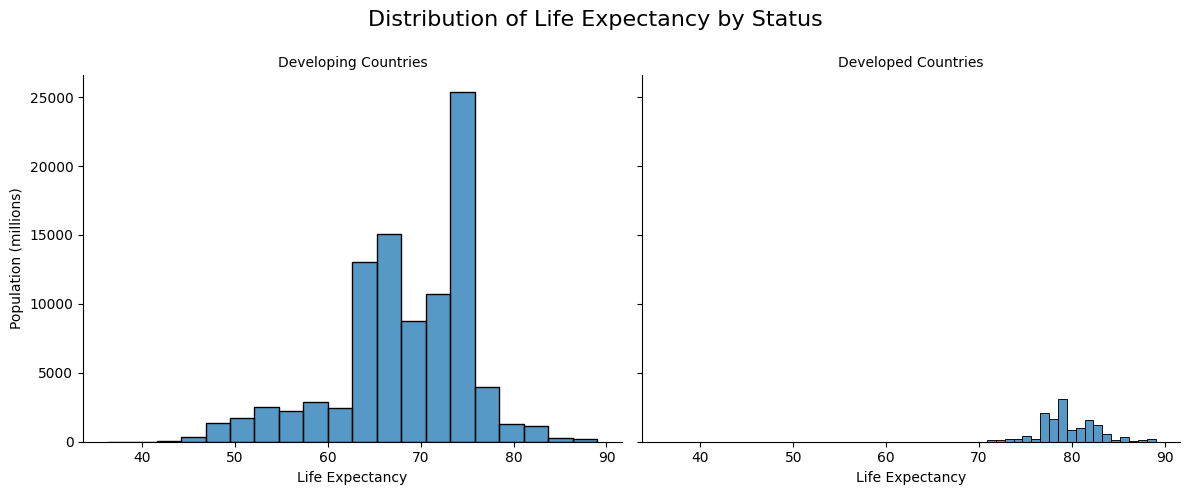 Distribution of Life Expectancy by Status
Developing Countries
Developed Countries
Population (millions)
25000
20000
15000
10000
5000
0
40 50 60 70 80 90
40 50 60 70 80 90
Life Expectancy
Life Expectancy